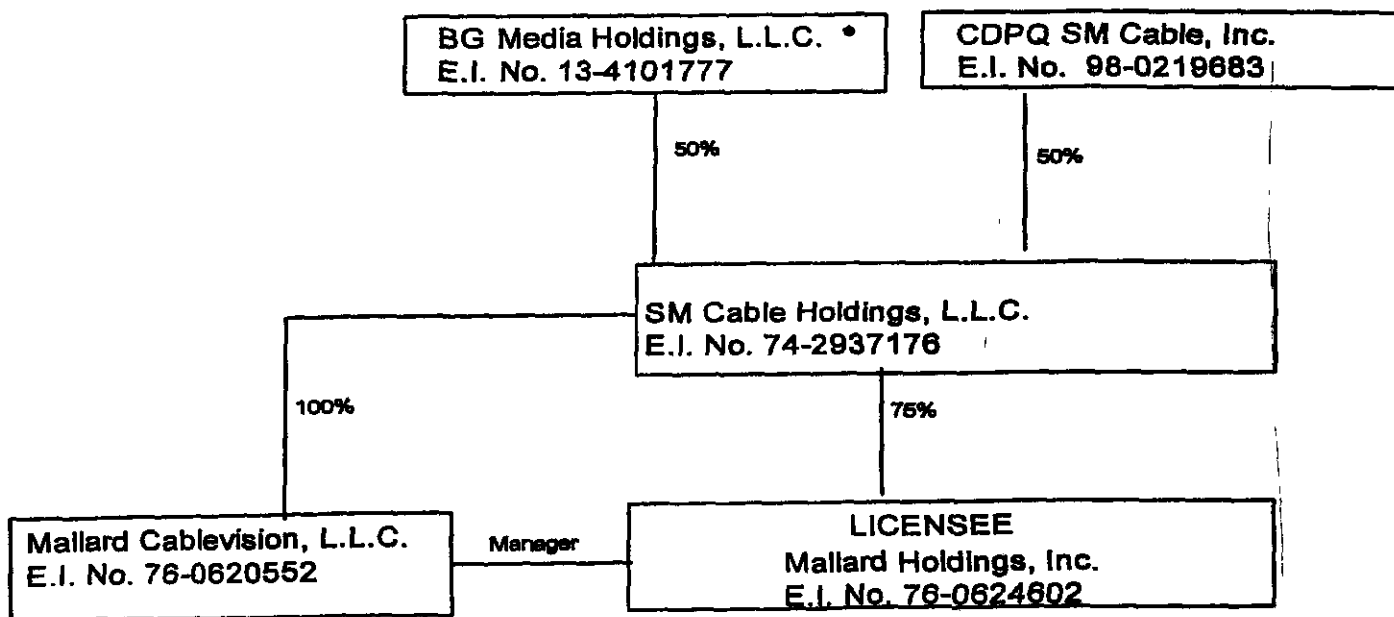 BG Media Holdings, L.L.C. *
E.I. No. 13-4101777
CDPQ SM Cable, Inc.
E.I. No. 98-0219683
50%
50%
SM Cable Holdings, L.L.C.
E.I. No. 74-2937176
100%
75%
Mallard Cablevision, L.L.C.
E.I. No. 76-0620552
Manager
LICENSEE
Mallard Holdings, Inc.
E.I. No. 76-0624602